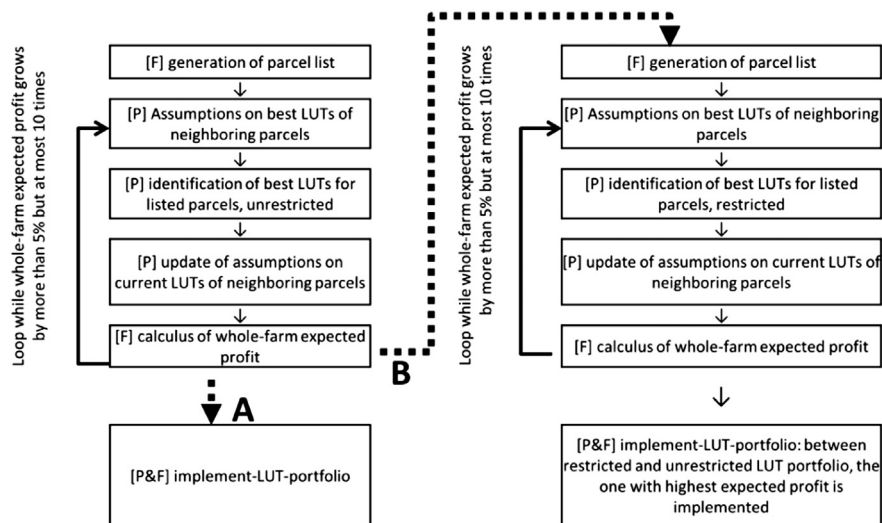 Loop while whole-farm expected profit grows
by more than 5% but at most 10 times
[F] generation of parcel list
[P] Assumptions on best LUTs of
neighboring parcels
[P] identification of best LUTs for
listed parcels, unrestricted
[P] update of assumptions on
current LUTs of neighboring parcels
[F] calculus of whole-farm expected
profit
A
B
[P&F] implement-LUT-portfolio
Loop while whole-farm expected profit grows
by more than 5% but at most 10 times
[F] generation of parcel list
[P] Assumptions on best LUTs of neighboring
parcels
[P] identification of best LUTs for listed
parcels, restricted
[P] update of assumptions on current LUTs of
neighboring parcels
[F] calculus of whole-farm expected profit
[P&F] implement-LUT-portfolio: between
restricted and unrestricted LUT portfolio, the
one with highest expected profit is
implemented